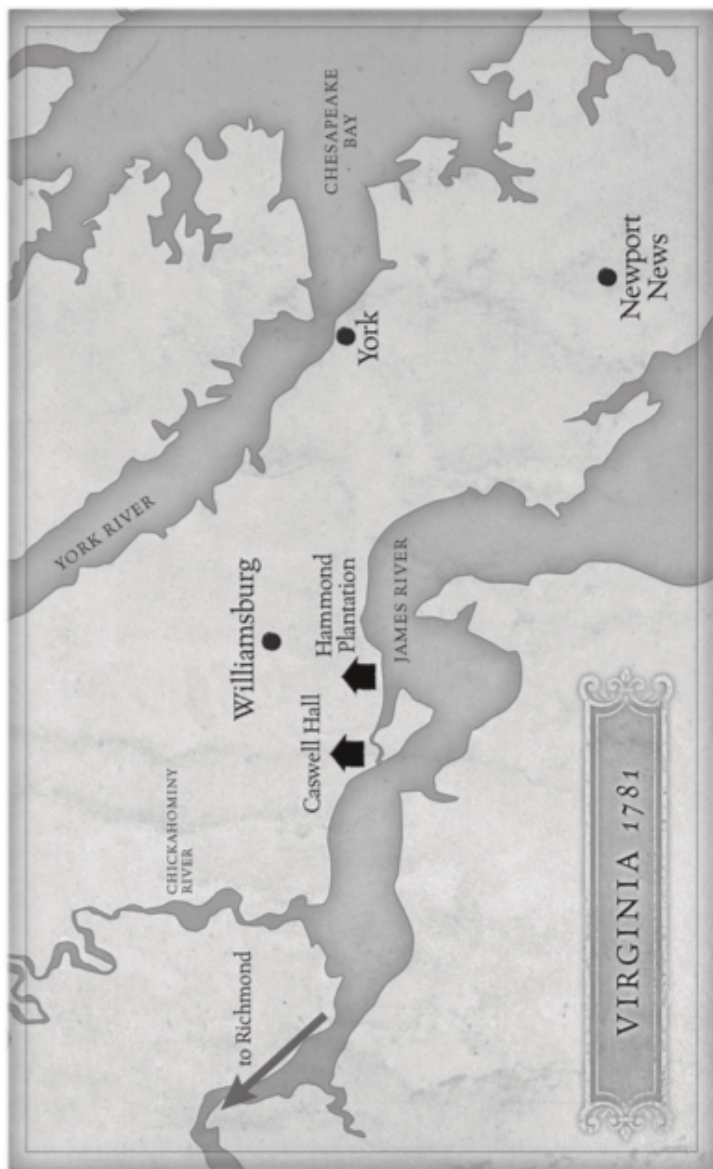 CHESAPEAKE
BAY
YORK RIVER
York
Newport
News
Williamsburg
Hammond
Plantation
JAMES RIVER
Caswell Hall
CHICKAHOMINY
RIVER
to Richmond
VIRGINIA 1781